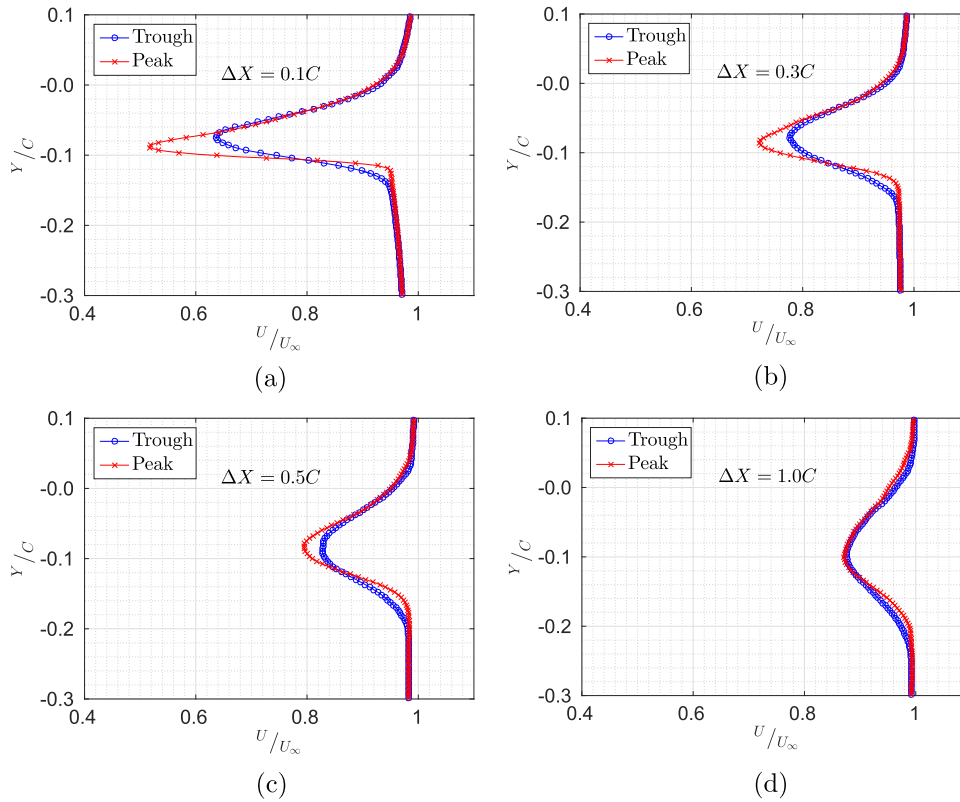 0.1
Trough
Peak
ΔX = 0.1C
-0.0
Y/C
-0.1
-0.2
-0.3
0.4 0.6 0.8 1
U/U∞
(a)
0.1
Trough
Peak
ΔX = 0.3C
-0.0
Y/C
-0.1
-0.2
-0.3
0.4 0.6 0.8 1
U/U∞
(b)
0.1
Trough
Peak
ΔX = 0.5C
-0.0
Y/C
-0.1
-0.2
-0.3
0.4 0.6 0.8 1
U/U∞
(c)
0.1
Trough
Peak
ΔX = 1.0C
-0.0
Y/C
-0.1
-0.2
-0.3
0.4 0.6 0.8 1
U/U∞
(d)